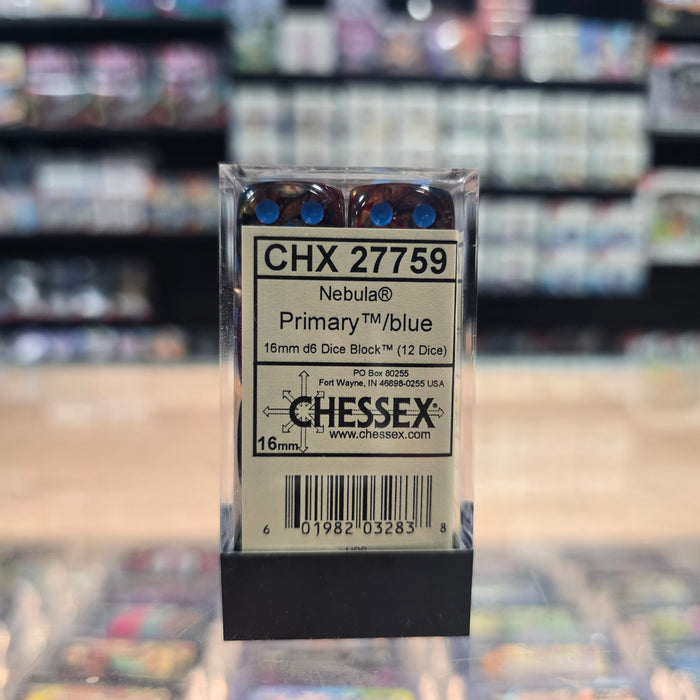 CHX 27759
Nebula®
Primary™/blue
16mm d6 Dice Block™ (12 Dice)
PO Box 80255
Fort Wayne, IN 46898-0255 USA
CHESSEX®
www.chessex.com
16mm
6 01982 03283 8